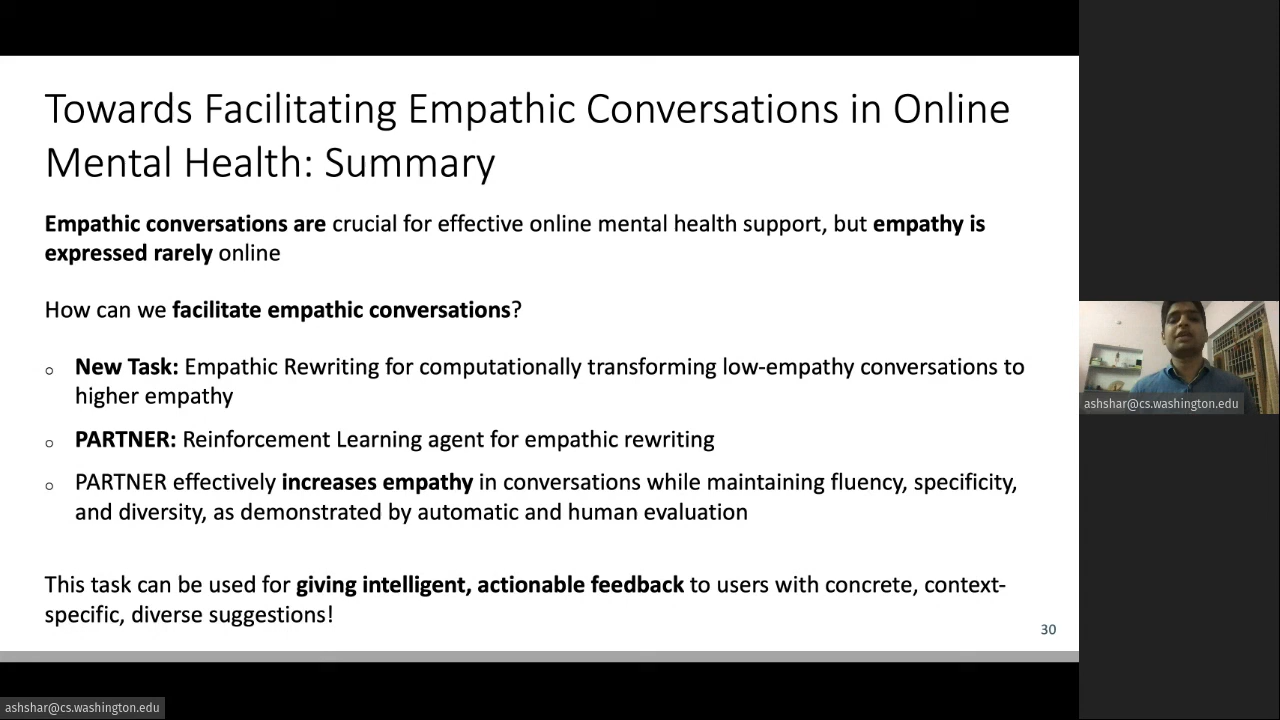 Towards Facilitating Empathic Conversations in Online
Mental Health: Summary
Empathic conversations are crucial for effective online mental health support, but empathy is
expressed rarely online
How can we facilitate empathic conversations?
○ New Task: Empathic Rewriting for computationally transforming low-empathy conversations to
higher empathy
○ PARTNER: Reinforcement Learning agent for empathic rewriting
○ PARTNER effectively increases empathy in conversations while maintaining fluency, specificity,
and diversity, as demonstrated by automatic and human evaluation
This task can be used for giving intelligent, actionable feedback to users with concrete, context-
specific, diverse suggestions!
30
ashshar@cs.washington.edu
ashshar@cs.washington.edu